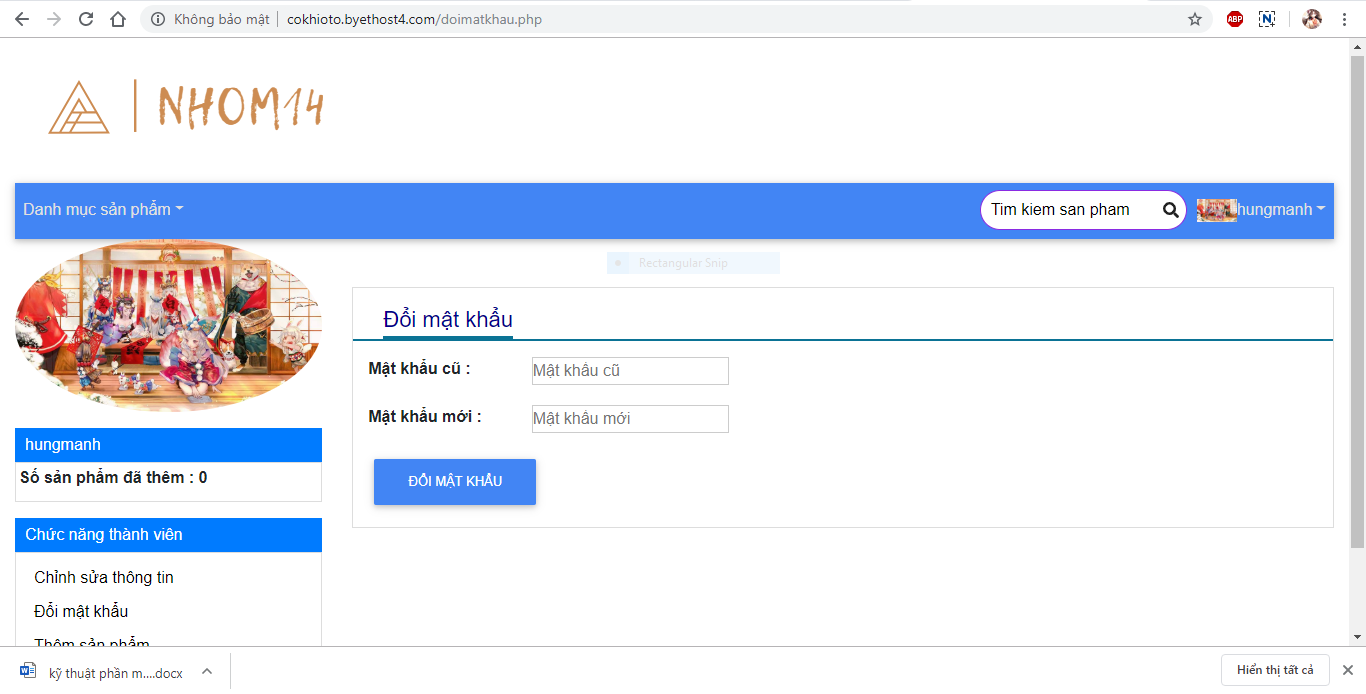 Không bảo mật
cokhioto.byethost4.com/doimatkhau.php
ABP
N
NHOM14
Danh mục sản phẩm
Tim kiem san pham
hungmanh
Rectangular Snip
Đổi mật khẩu
Mật khẩu cũ :
Mật khẩu cũ
Mật khẩu mới :
Mật khẩu mới
ĐỔI MẬT KHẨU
hungmanh
Số sản phẩm đã thêm : 0
Chức năng thành viên
Chỉnh sửa thông tin
Đổi mật khẩu
Thêm sản phẩm
kỹ thuật phần m....docx
Hiển thị tất cả